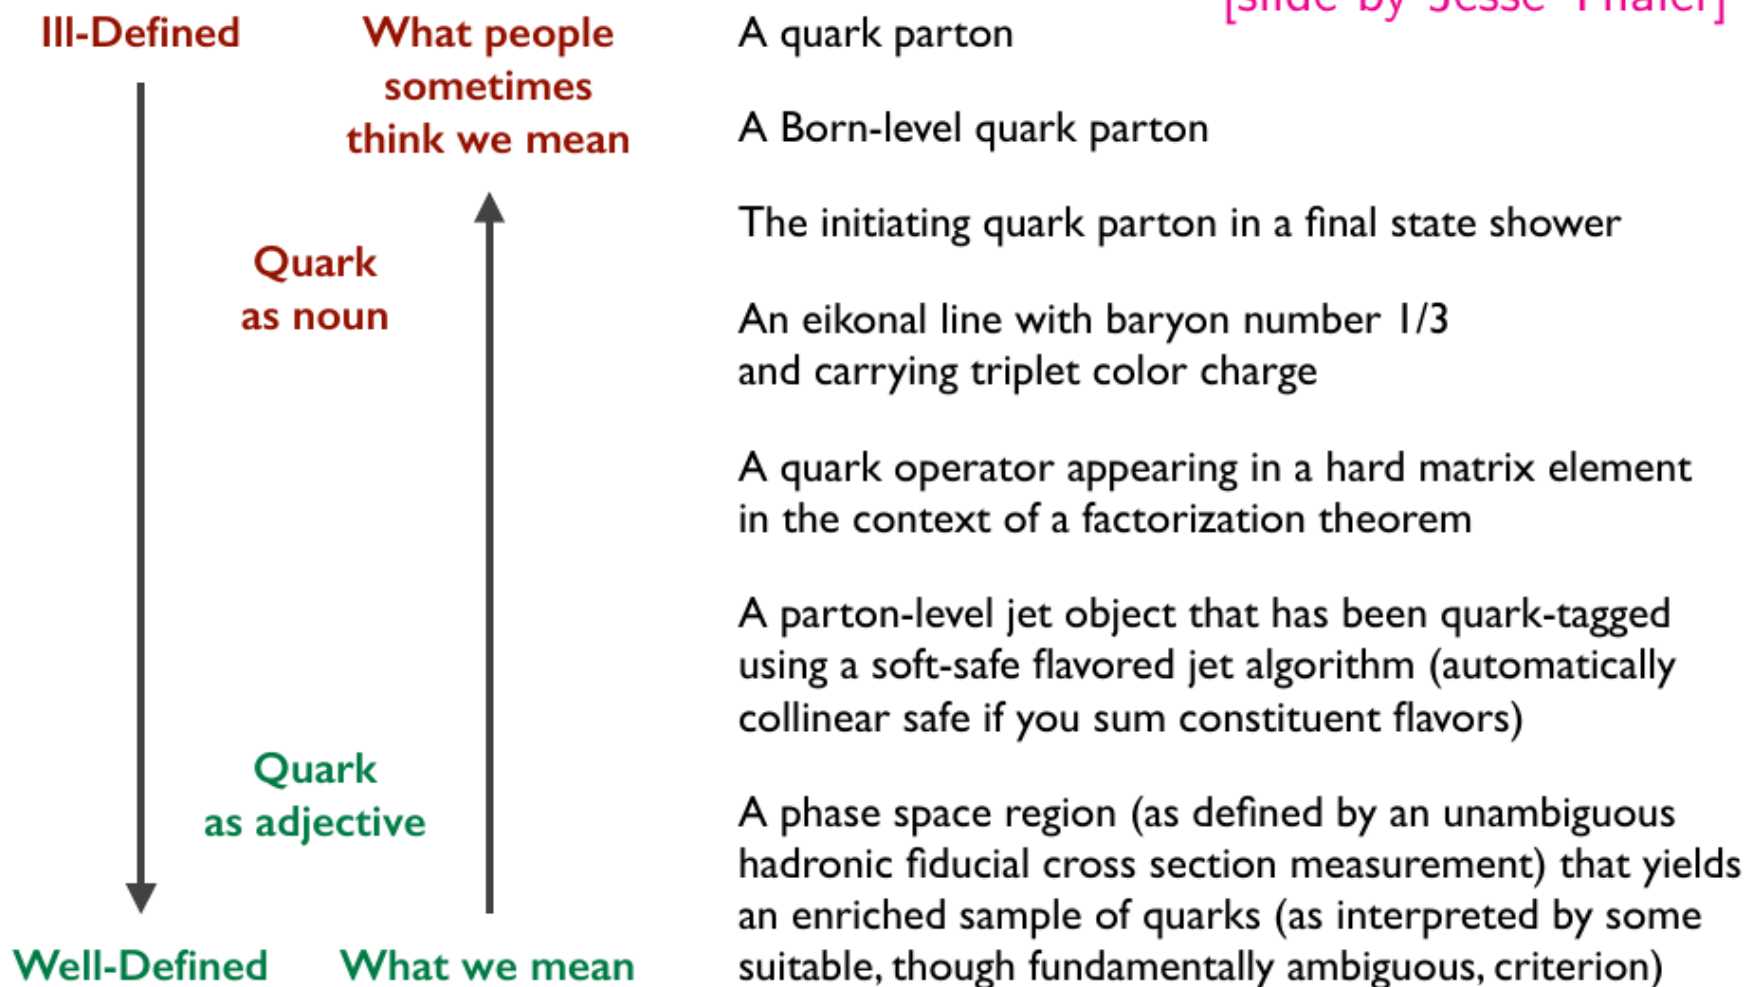 [slide by Jesse Thaler]
Ill-Defined
What people
sometimes
think we mean
Quark
as noun
Quark
as adjective
Well-Defined
What we mean
A quark parton
A Born-level quark parton
The initiating quark parton in a final state shower
An eikonal line with baryon number 1/3
and carrying triplet color charge
A quark operator appearing in a hard matrix element
in the context of a factorization theorem
A parton-level jet object that has been quark-tagged
using a soft-safe flavored jet algorithm (automatically
collinear safe if you sum constituent flavors)
A phase space region (as defined by an unambiguous
hadronic fiducial cross section measurement) that yields
an enriched sample of quarks (as interpreted by some
suitable, though fundamentally ambiguous, criterion)